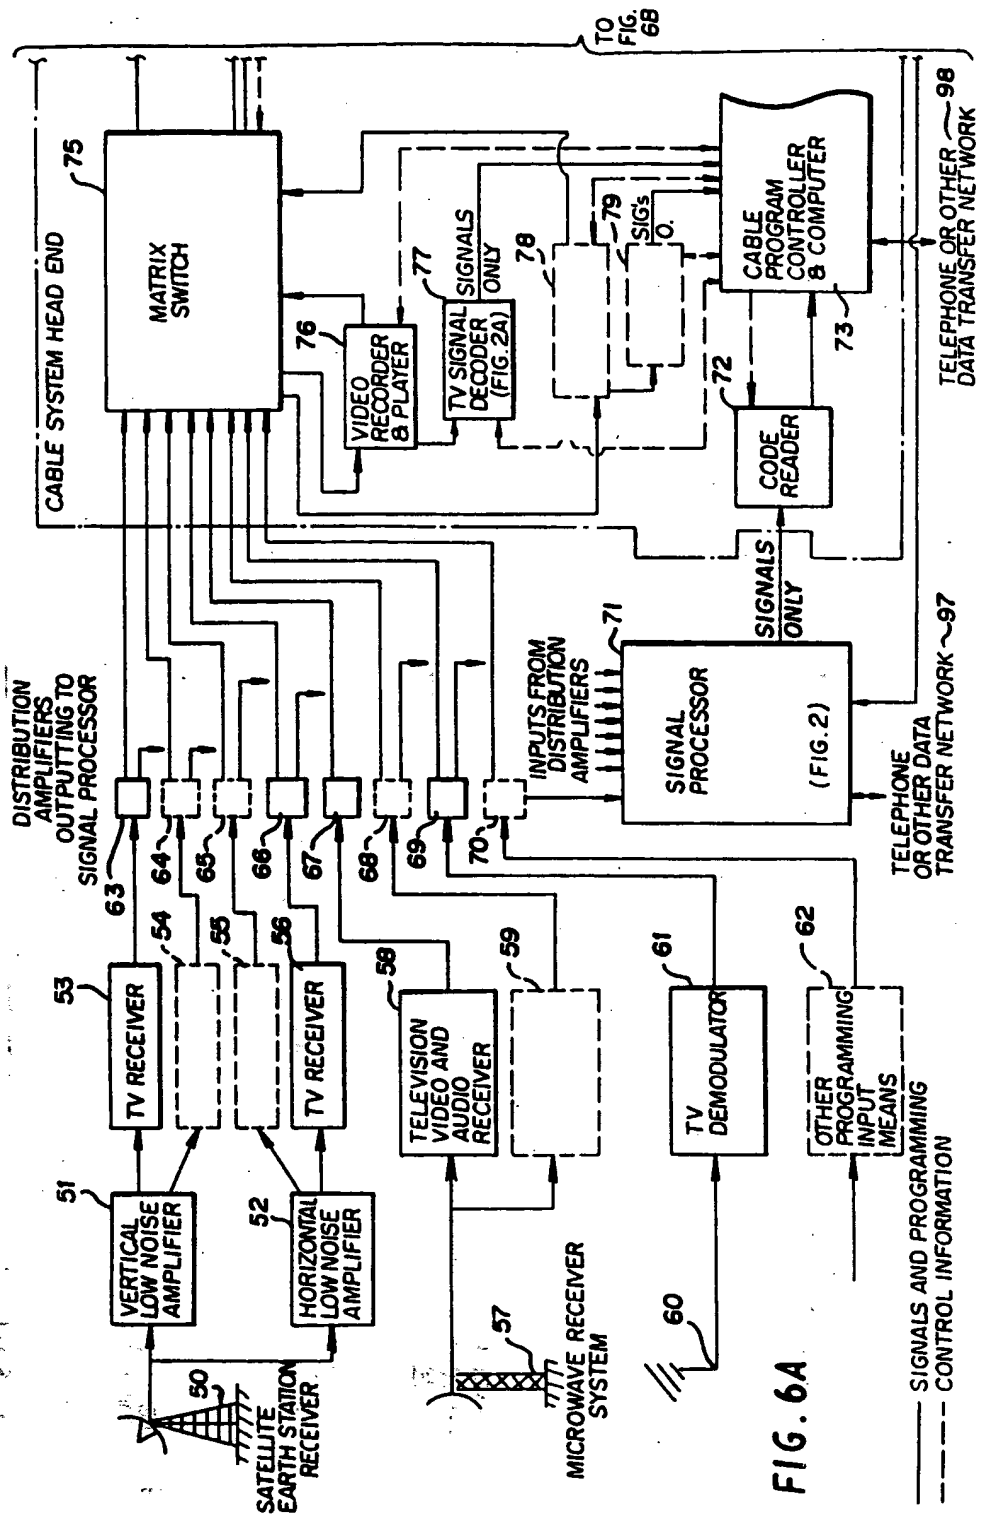 CABLE SYSTEM HEAD END
75
MATRIX
SWITCH
TO
FIG.
6B
DISTRIBUTION
AMPLIFIERS
OUTPUTTING TO
SIGNAL PROCESSOR
63
64
65
66
67
68
69
70
53
TV RECEIVER
54
55
56
TV RECEIVER
51
VERTICAL
LOW NOISE
AMPLIFIER
52
HORIZONTAL
LOW NOISE
AMPLIFIER
50
SATELLITE
EARTH STATION
RECEIVER
76
VIDEO
RECORDER
& PLAYER
77
TV SIGNAL
DECODER
(FIG.2A)
SIGNALS
ONLY
78
79
SIG's
O.
CABLE
PROGRAM
CONTROLLER
& COMPUTER
73
72
CODE
READER
SIGNALS
ONLY
INPUTS FROM
DISTRIBUTION
AMPLIFIERS
71
SIGNAL
PROCESSOR
(FIG.2)
58
TELEVISION
VIDEO AND
AUDIO
RECEIVER
59
57
MICROWAVE RECEIVER
SYSTEM
61
TV
DEMODULATOR
60
62
OTHER
PROGRAMMING
INPUT
MEANS
TELEPHONE
OR OTHER DATA
TRANSFER NETWORK 97
TELEPHONE OR OTHER 98
DATA TRANSFER NETWORK
FIG. 6A
SIGNALS AND PROGRAMMING
CONTROL INFORMATION